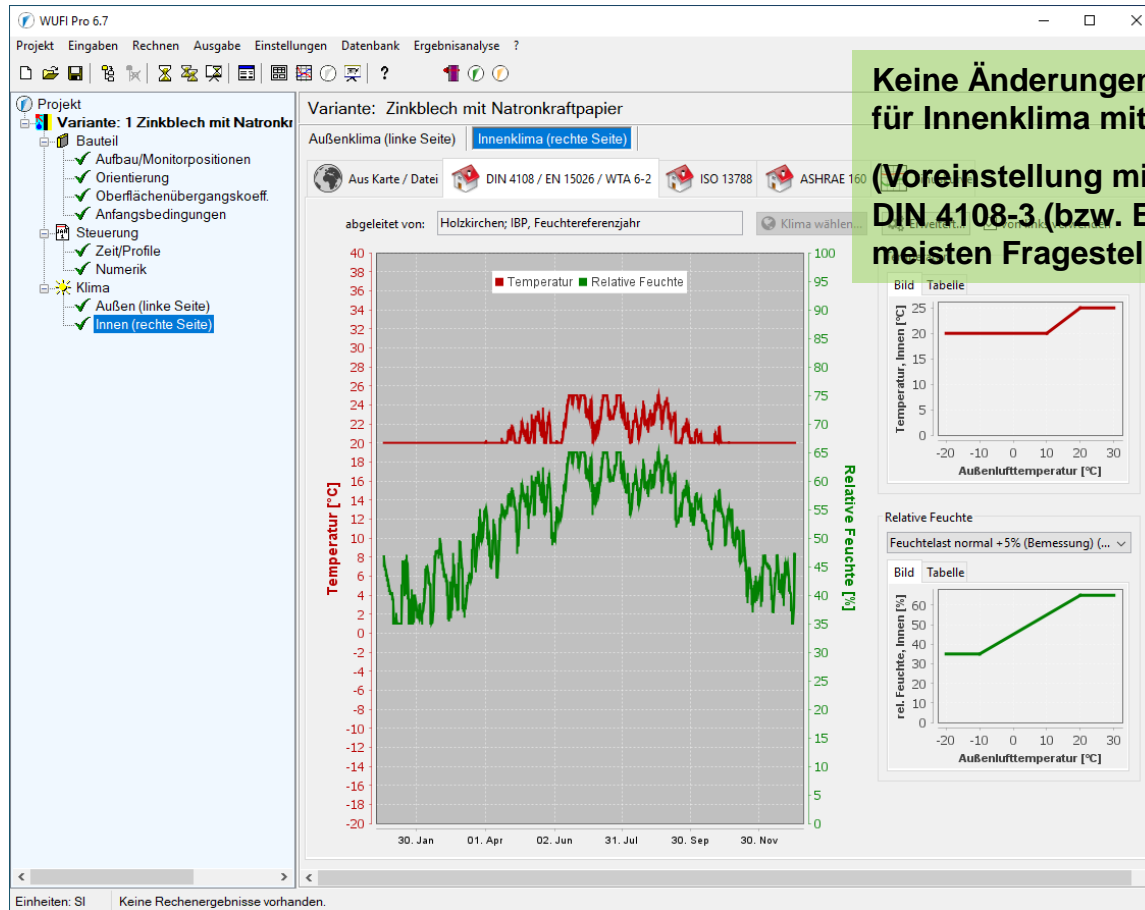 WUFI Pro 6.7
Projekt Eingaben Rechnen Ausgabe Einstellungen Datenbank Ergebnisanalyse ?
Projekt
Variante: 1 Zinkblech mit Natronkr
Bauteil
Aufbau/Monitorpositionen
Orientierung
Oberflächenübergangskoeff.
Anfangsbedingungen
Steuerung
Zeit/Profile
Numerik
Klima
Außen (linke Seite)
Innen (rechte Seite)
Variante: Zinkblech mit Natronkraftpapier
Außenklima (linke Seite) Innenklima (rechte Seite)
Aus Karte / Datei DIN 4108 / EN 15026 / WTA 6-2 ISO 13788 ASHRAE 160
abgeleitet von: Holzkirchen; IBP, Feuchtereferenzjahr Klima wählen...
Keine Änderungen
für Innenklima mit
(Voreinstellung mi
DIN 4108-3 (bzw. E
meisten Fragestel
Erweitert... von links verwenden
Temperatur Relative Feuchte
40
38
36
34
32
30
28
26
24
22
20
18
16
14
12
10
8
6
4
2
0
-2
-4
-6
-8
-10
-12
-14
-16
-18
-20
Temperatur [°C]
100
95
90
85
80
75
70
65
60
55
50
45
40
35
30
25
20
15
10
5
0
Relative Feuchte [%]
30. Jan 01. Apr 02. Jun 31. Jul 30. Sep 30. Nov
Bild Tabelle
Temperatur, Innen [°C]
25
20
15
10
5
0
-20 -10 0 10 20 30
Außenlufttemperatur [°C]
Relative Feuchte
Feuchtelast normal +5% (Bemessung) (...
Bild Tabelle
rel. Feuchte, Innen [%]
60
50
40
30
20
10
0
-20 -10 0 10 20 30
Außenlufttemperatur [°C]
Einheiten: SI Keine Rechenergebnisse vorhanden.